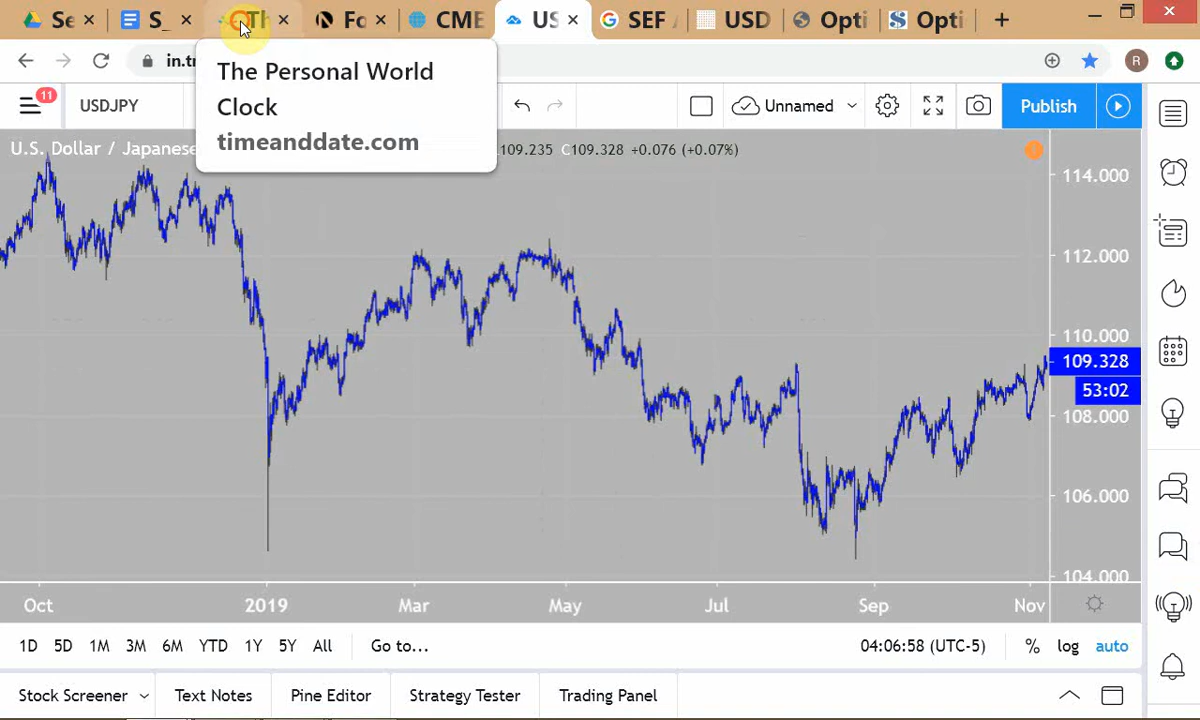 Se
S_
Th
Fo
CME
US
SEF
USD
Opti
Opti
in.tr
R
The Personal World
Clock
timeanddate.com
11
USDJPY
Unnamed
Publish
U.S. Dollar / Japanese
109.235 C109.328 +0.076 (+0.07%)
114.000
112.000
110.000
109.328
53:02
108.000
106.000
104.000
Oct 2019 Mar May Jul Sep Nov
1D 5D 1M 3M 6M YTD 1Y 5Y All Go to... 04:06:58 (UTC-5) % log auto
Stock Screener Text Notes Pine Editor Strategy Tester Trading Panel